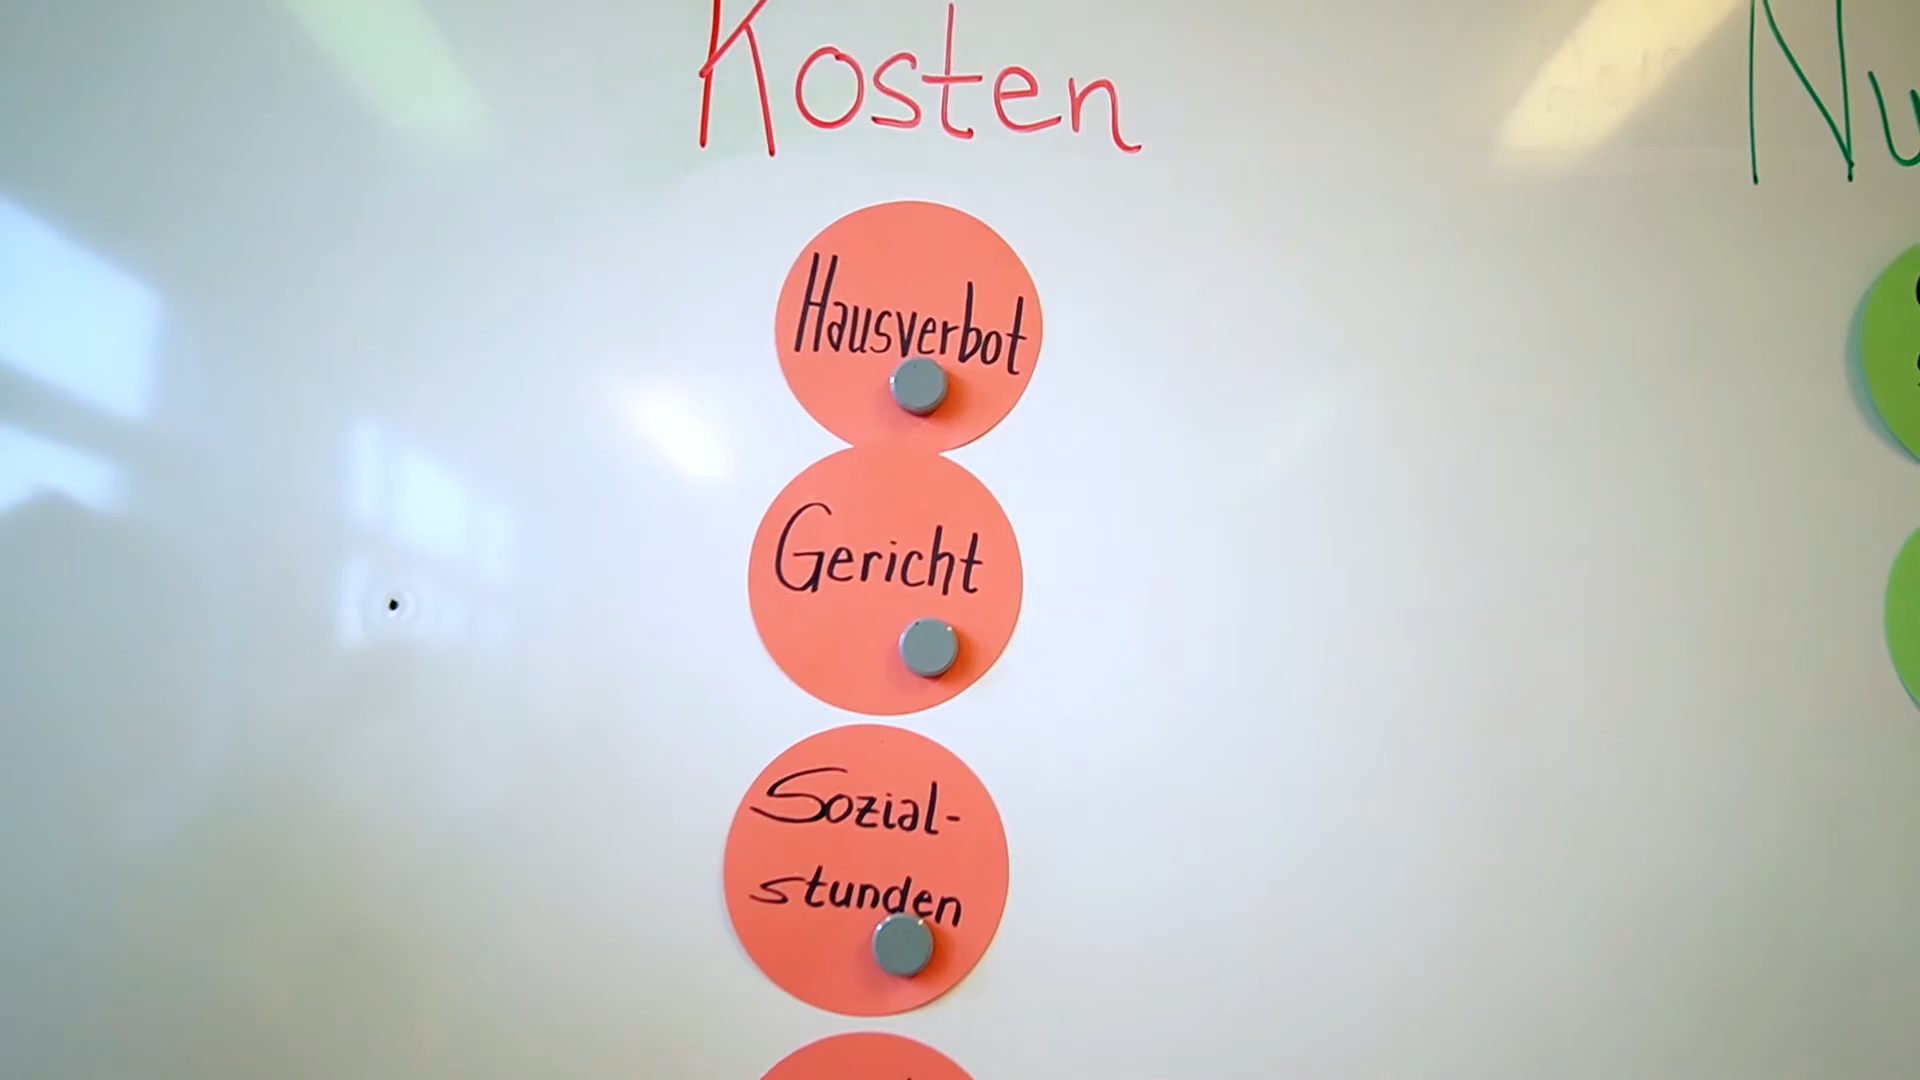 Kosten
Hausverbot
Gericht
Sozial-
stunden